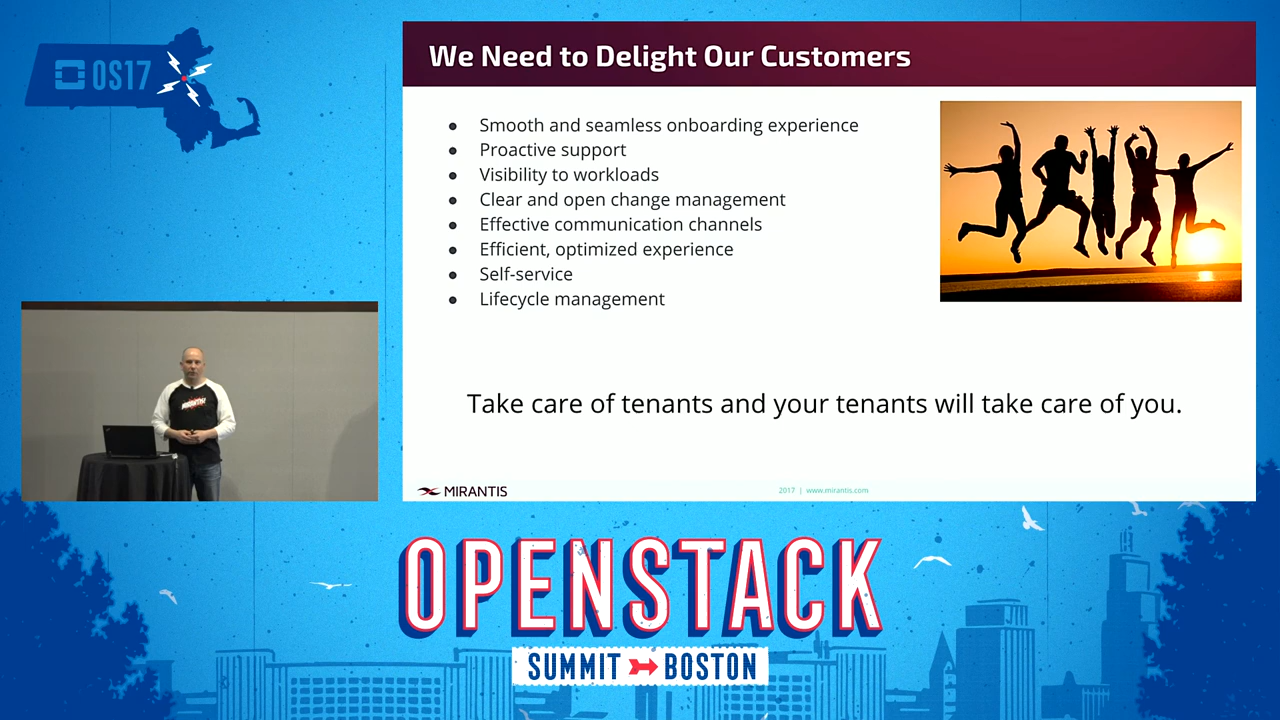 OS17
We Need to Delight Our Customers
● Smooth and seamless onboarding experience
● Proactive support
● Visibility to workloads
● Clear and open change management
● Effective communication channels
● Efficient, optimized experience
● Self-service
● Lifecycle management
Take care of tenants and your tenants will take care of you.
MIRANTIS
2017 | www.mirantis.com
OPENSTACK
SUMMIT BOSTON